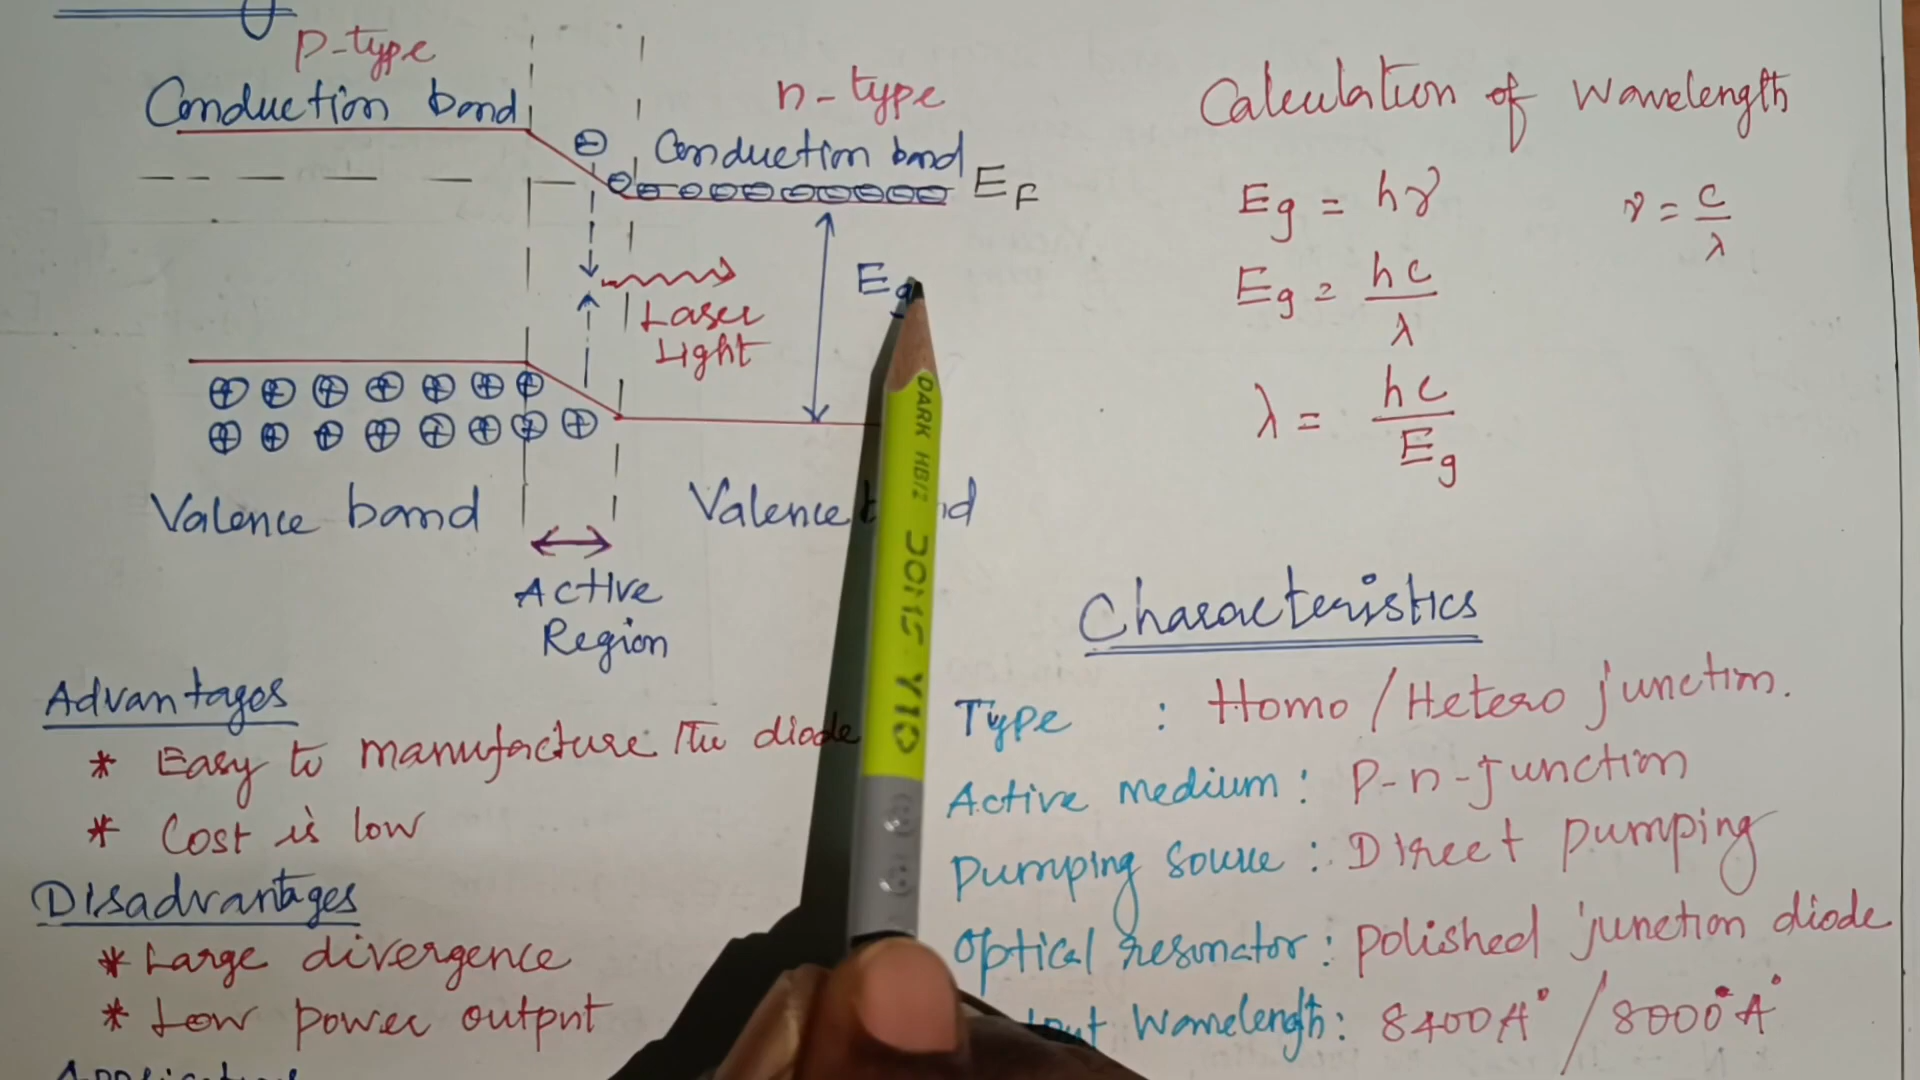 P-type
Conduction band
n-type
Conduction band
EF
Eg
Laser
Light
Valence band
Valence
Active
Region
Calculation of Wavelength
Eg = hν
ν = c/λ
Eg = hc/λ
λ = hc/Eg
Advantages
* Easy to manufacture the diode
* Cost is low
Disadvantages
* Large divergence
* Low power output
Characteristics
Type : Homo / Hetero junction.
Active medium : P-n-junction
Pumping source : Direct pumping
Optical resonator : polished junction diode
Wavelength : 8400A° / 8000°A°
DARK HB/2 DOMS Y1D